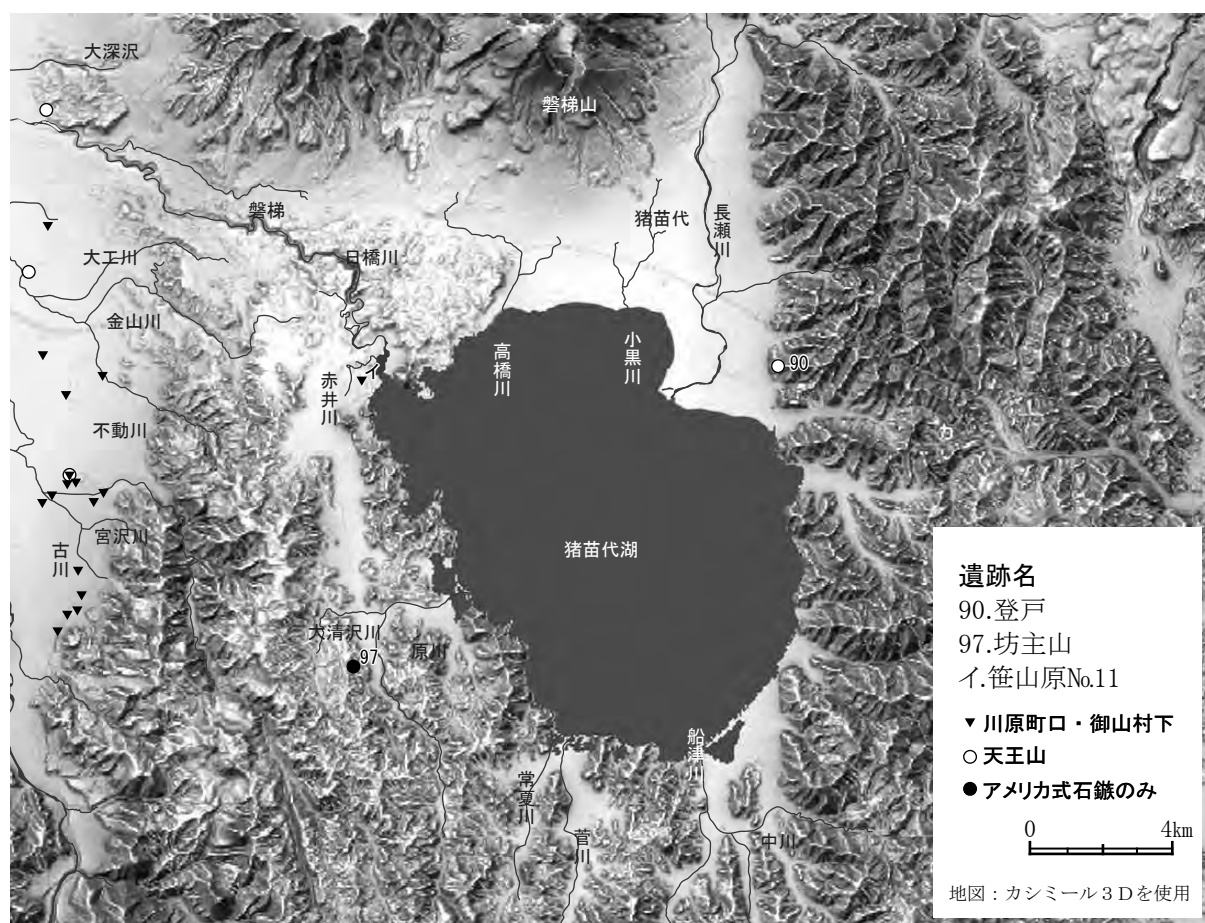 大深沢
磐梯山
磐梯
猪苗代
長瀬川
大工川
日橋川
金山川
高橋川
小黒川
赤井川
イ
90
不動川
カ
宮沢川
古川
猪苗代湖
大清沢川
原川
97
船津川
常夏川
菅川
中川
遺跡名
90.登戸
97.坊主山
イ.笹山原№11
▼川原町口・御山村下
○天王山
●アメリカ式石鏃のみ
0 4km
地図：カシミール３Ｄを使用